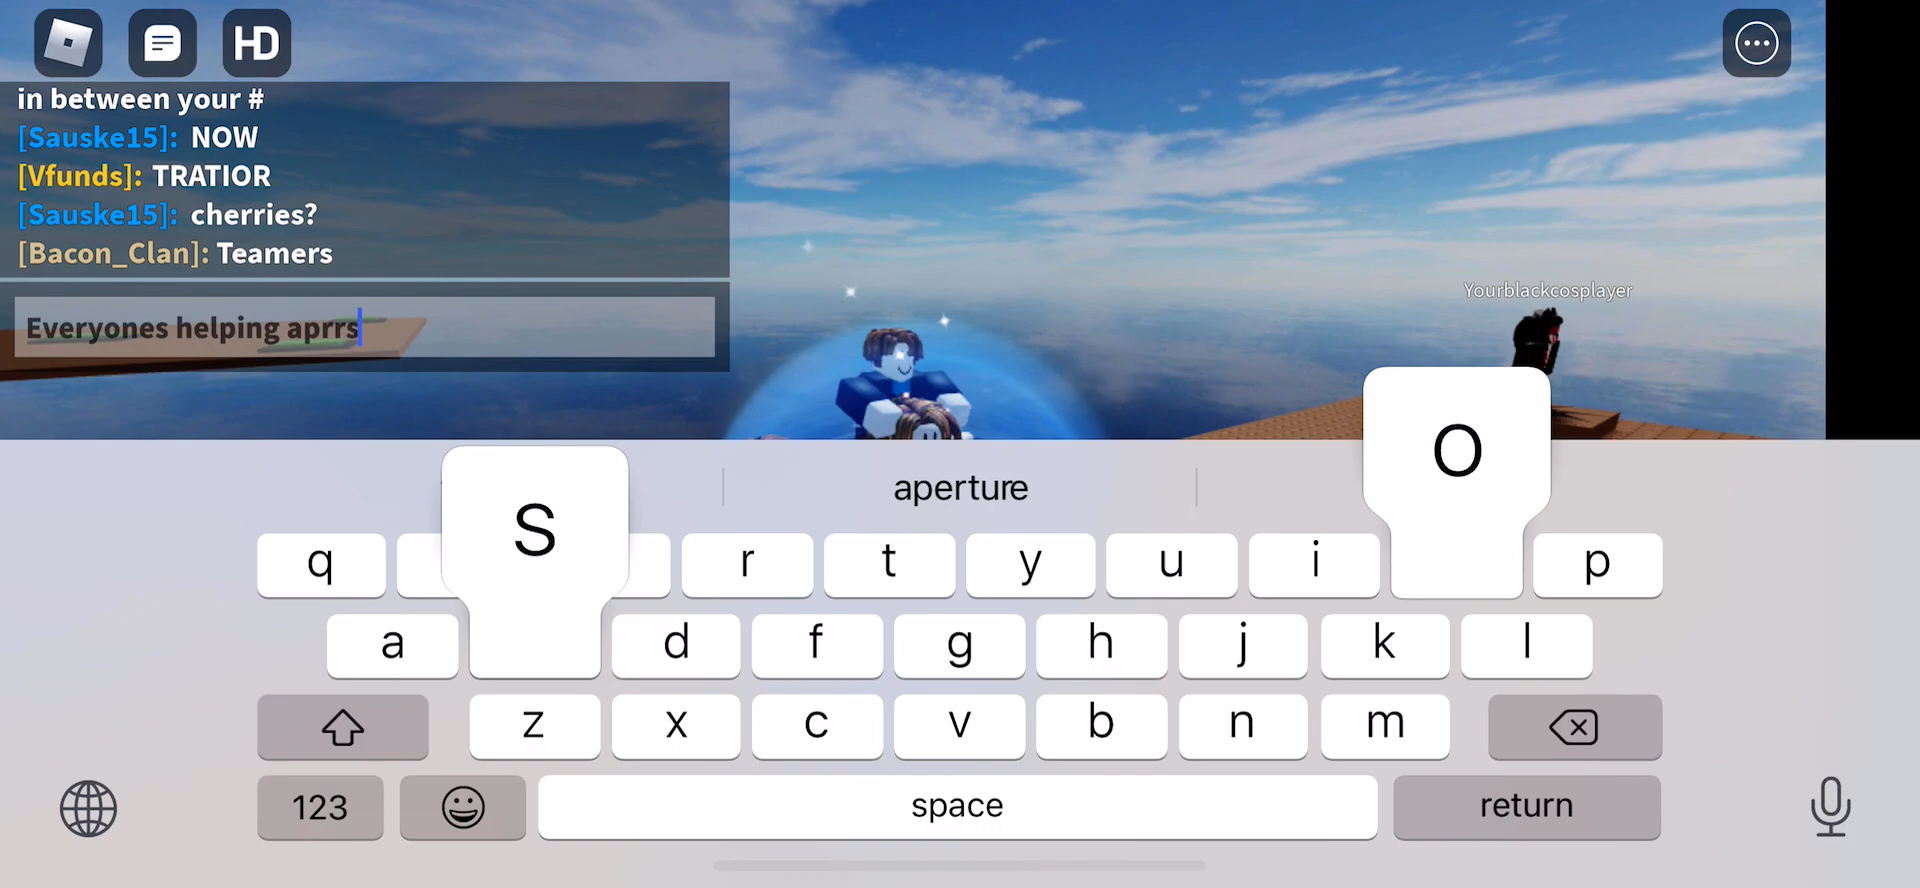 HD
in between your #
[Sauske15]: NOW
[Vfunds]: TRATIOR
[Sauske15]: cherries?
[Bacon_Clan]: Teamers
Everyones helping aprrs
Yourblackcosplayer
aperture
S
O
q r t y u i p
a d f g h j k l
z x c v b n m
123 space return